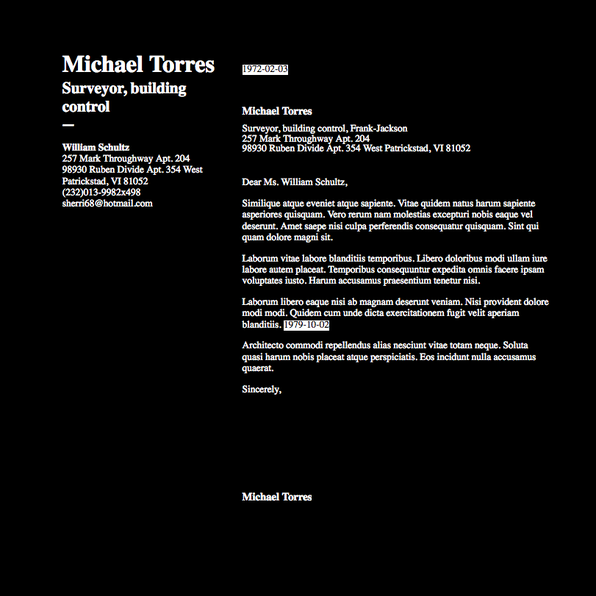 Michael Torres
Surveyor, building
control
—
William Schultz
257 Mark Throughway Apt. 204
98930 Ruben Divide Apt. 354 West
Patrickstad, VI 81052
(232)013-9982x498
sherri68@hotmail.com
1972-02-03
Michael Torres
Surveyor, building control, Frank-Jackson
257 Mark Throughway Apt. 204
98930 Ruben Divide Apt. 354 West Patrickstad, VI 81052
Dear Ms. William Schultz,
Similique atque eveniet atque sapiente. Vitae quidem natus harum sapiente
asperiores quisquam. Vero rerum nam molestias excepturi nobis eaque vel
deserunt. Amet saepe nisi culpa perferendis consequatur quisquam. Sint qui
quam dolore magni sit.
Laborum vitae labore blanditiis temporibus. Libero doloribus modi ullam iure
labore autem placeat. Temporibus consequuntur expedita omnis facere ipsam
voluptates iusto. Harum accusamus praesentium tenetur nisi.
Laborum libero eaque nisi ab magnam deserunt veniam. Nisi provident dolore
modi modi. Quidem cum unde dicta exercitationem fugit velit aperiam
blanditiis. 1979-10-02
Architecto commodi repellendus alias nesciunt vitae totam neque. Soluta
quasi harum nobis placeat atque perspiciatis. Eos incidunt nulla accusamus
quaerat.
Sincerely,
Michael Torres